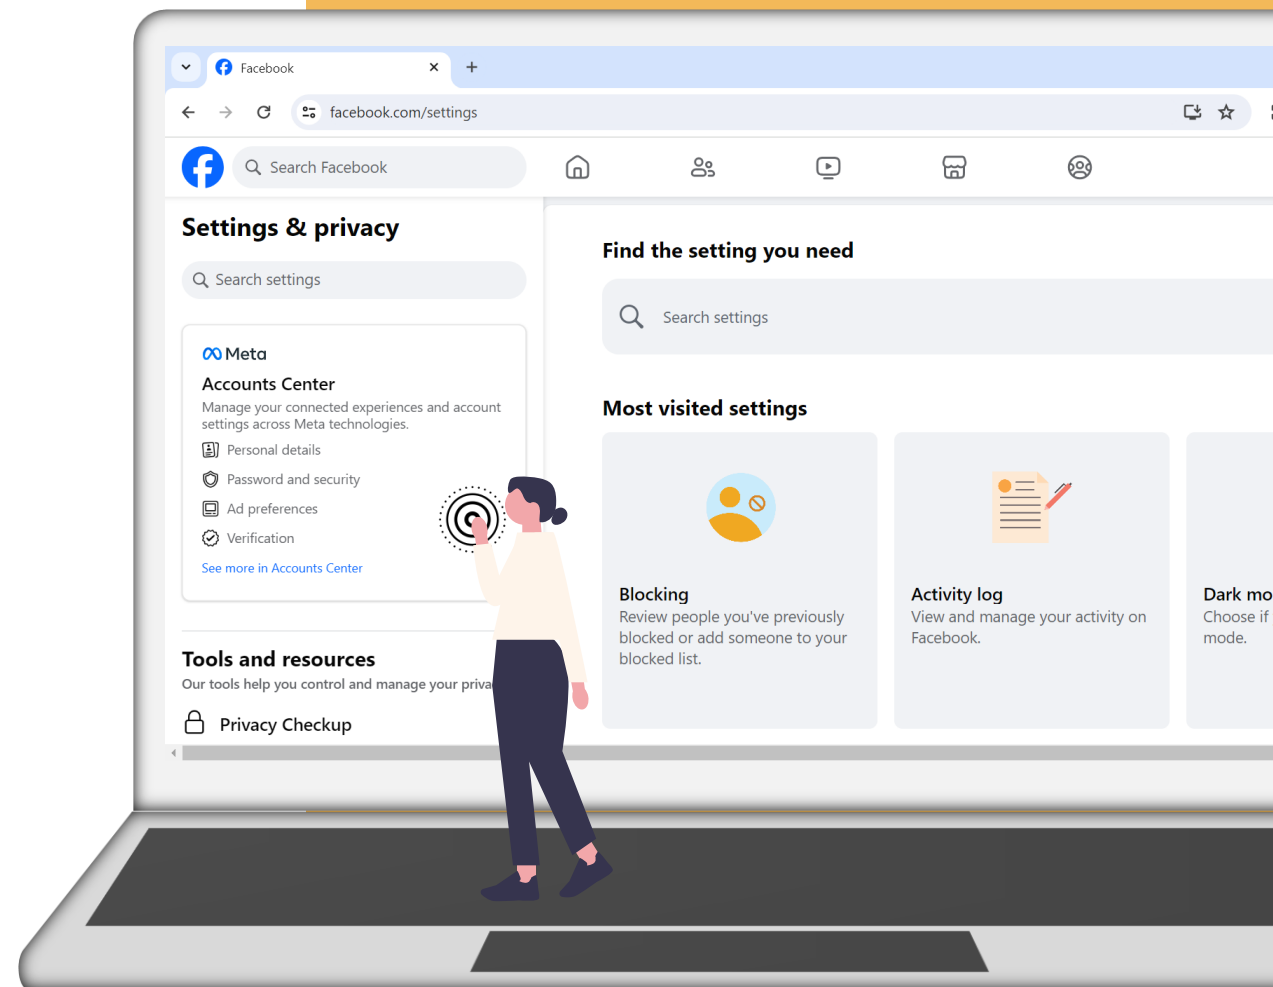 Facebook
facebook.com/settings
Search Facebook
Settings & privacy
Search settings
Meta
Accounts Center
Manage your connected experiences and account
settings across Meta technologies.
Personal details
Password and security
Ad preferences
Verification
See more in Accounts Center
Tools and resources
Our tools help you control and manage your priva
Privacy Checkup
Find the setting you need
Search settings
Most visited settings
Blocking
Review people you've previously
blocked or add someone to your
blocked list.
Activity log
View and manage your activity on
Facebook.
Dark mo
Choose if
mode.